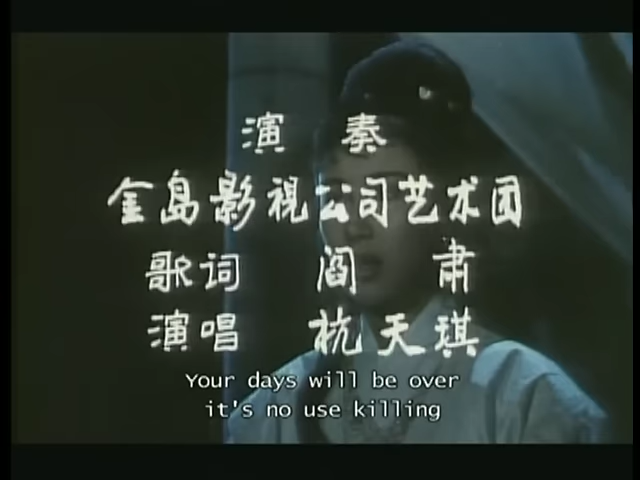 演 奏
金岛影视公司艺术团
歌词 阎 肃
演唱 杭天琪
Your days will be over
it's no use killing